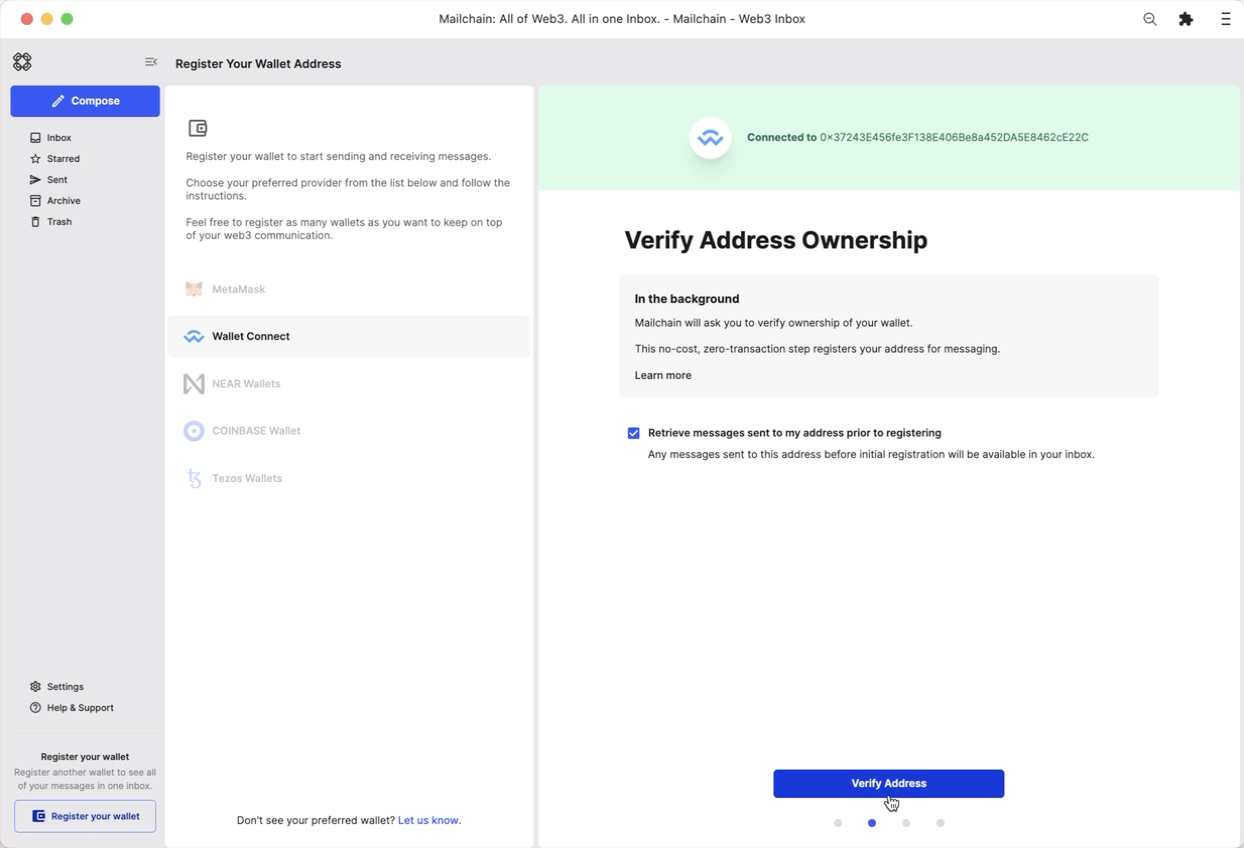 Mailchain: All of Web3. All in one Inbox. - Mailchain - Web3 Inbox
Register Your Wallet Address
Compose
Inbox
Starred
Sent
Archive
Trash
Settings
Help & Support
Register your wallet
Register another wallet to see all
of your messages in one inbox.
Register your wallet
Register your wallet to start sending and receiving messages.
Choose your preferred provider from the list below and follow the
instructions.
Feel free to register as many wallets as you want to keep on top
of your web3 communication.
MetaMask
Wallet Connect
NEAR Wallets
COINBASE Wallet
Tezos Wallets
Don't see your preferred wallet? Let us know.
Connected to 0x37243E456fe3F138E406Be8a452DA5E8462cE22C
Verify Address Ownership
In the background
Mailchain will ask you to verify ownership of your wallet.
This no-cost, zero-transaction step registers your address for messaging.
Learn more
Retrieve messages sent to my address prior to registering
Any messages sent to this address before initial registration will be available in your inbox.
Verify Address